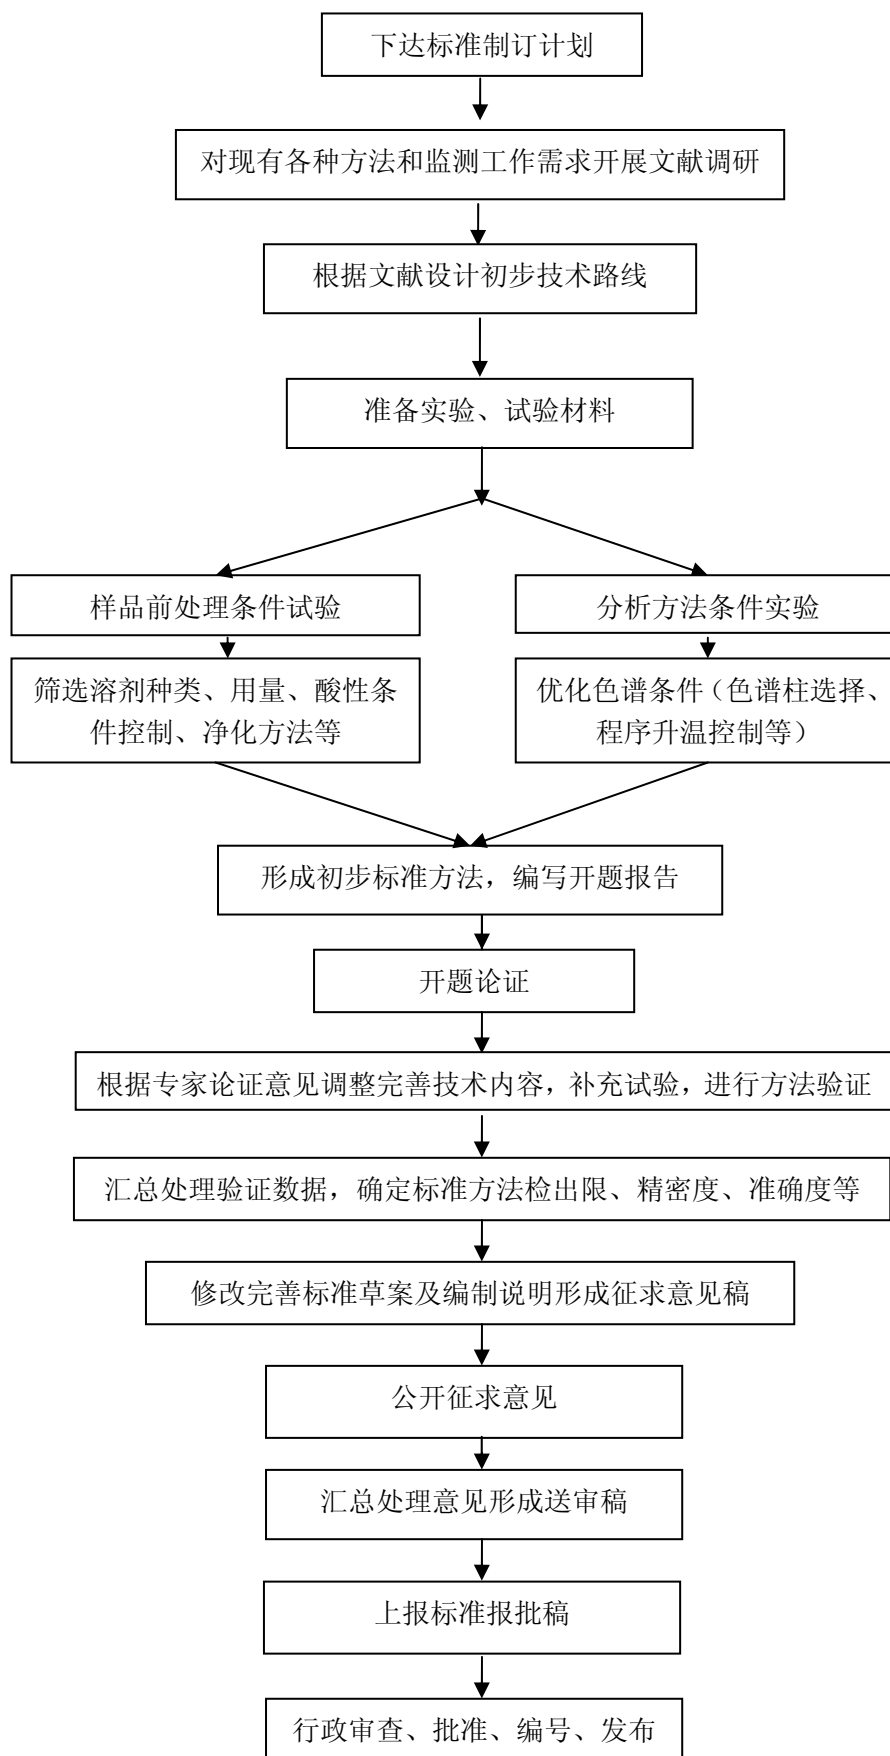 下达标准制订计划
对现有各种方法和监测工作需求开展文献调研
根据文献设计初步技术路线
准备实验、试验材料
样品前处理条件试验
分析方法条件实验
筛选溶剂种类、用量、酸性条
件控制、净化方法等
优化色谱条件（色谱柱选择、
程序升温控制等）
形成初步标准方法，编写开题报告
开题论证
根据专家论证意见调整完善技术内容，补充试验，进行方法验证
汇总处理验证数据，确定标准方法检出限、精密度、准确度等
修改完善标准草案及编制说明形成征求意见稿
公开征求意见
汇总处理意见形成送审稿
上报标准报批稿
行政审查、批准、编号、发布